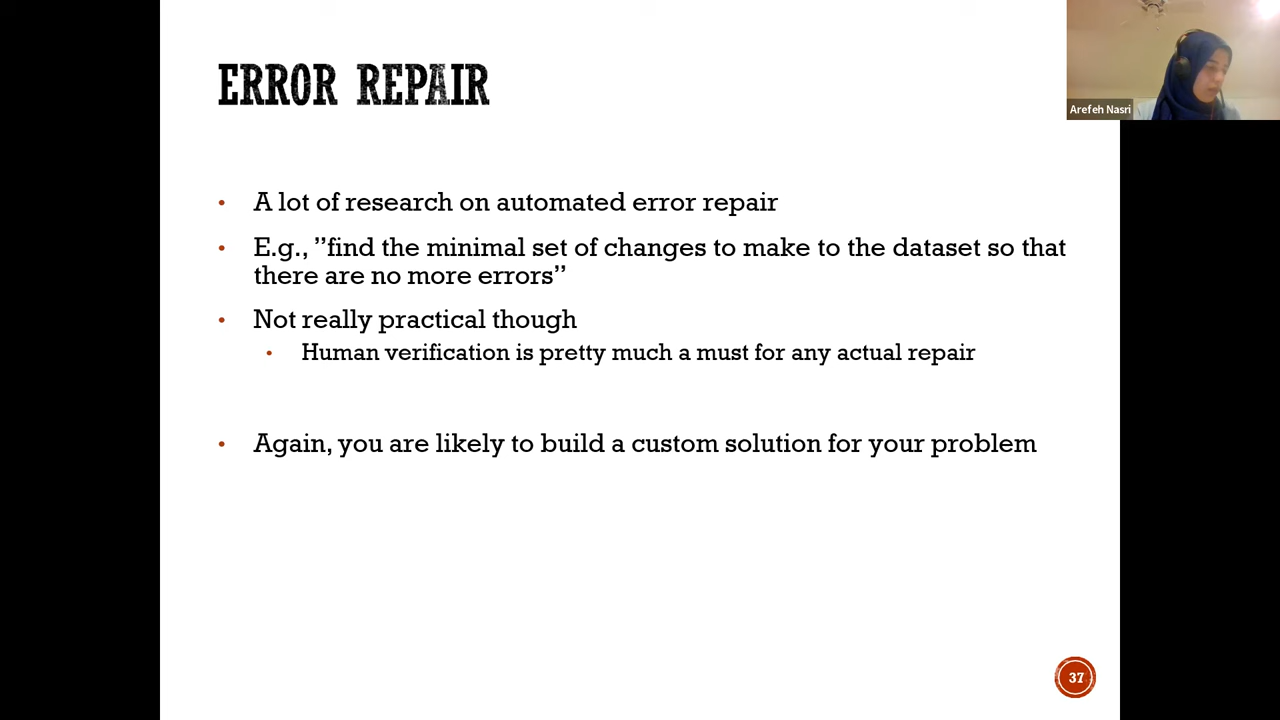 ERROR REPAIR
Arefeh Nasri
• A lot of research on automated error repair
• E.g., ”find the minimal set of changes to make to the dataset so that
there are no more errors”
• Not really practical though
• Human verification is pretty much a must for any actual repair
• Again, you are likely to build a custom solution for your problem
37